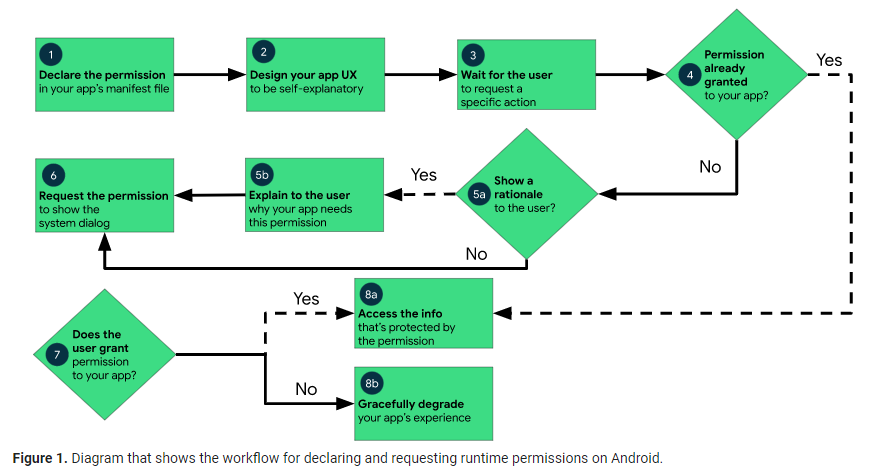 1
Declare the permission
in your app's manifest file
2
Design your app UX
to be self-explanatory
3
Wait for the user
to request a
specific action
4
Permission
already
granted
to your app?
Yes
No
5a
Show a
rationale
to the user?
Yes
No
5b
Explain to the user
why your app needs
this permission
6
Request the permission
to show the
system dialog
7
Does the
user grant
permission
to your app?
Yes
No
8a
Access the info
that's protected by
the permission
8b
Gracefully degrade
your app's experience
Figure 1. Diagram that shows the workflow for declaring and requesting runtime permissions on Android.